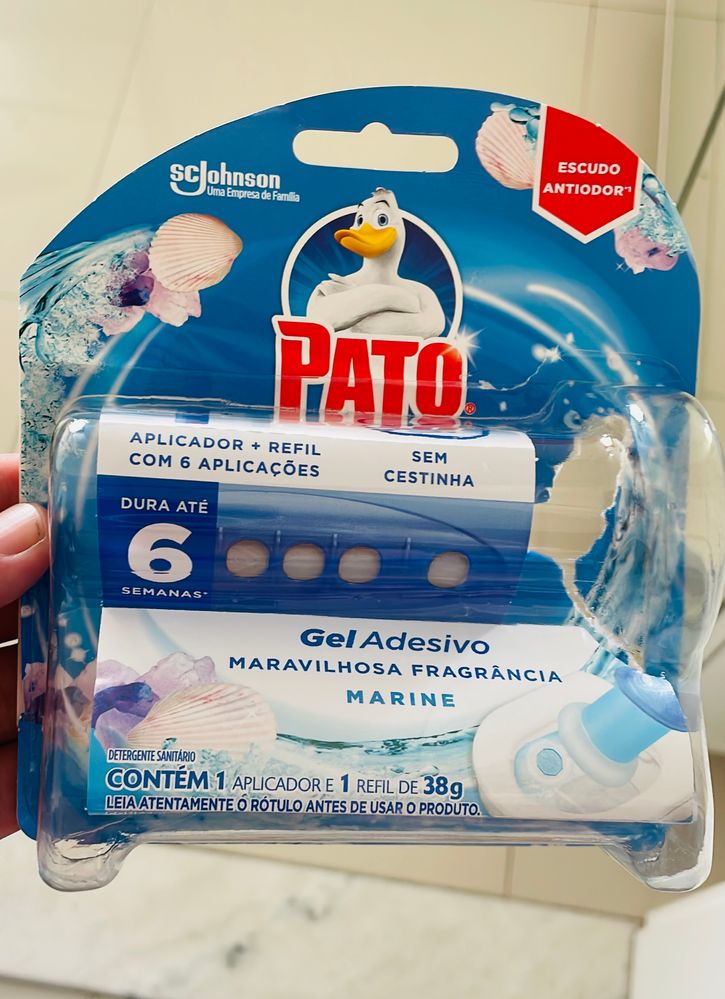 SCJohnson
Uma Empresa de Família
ESCUDO
ANTIODOR*¹
PATO®
APLICADOR + REFIL
COM 6 APLICAÇÕES
SEM
CESTINHA
DURA ATÉ
6
SEMANAS*
Gel Adesivo
MARAVILHOSA FRAGRÂNCIA
MARINE
DETERGENTE SANITÁRIO
CONTÉM 1 APLICADOR E 1 REFIL DE 38g
LEIA ATENTAMENTE O RÓTULO ANTES DE USAR O PRODUTO.